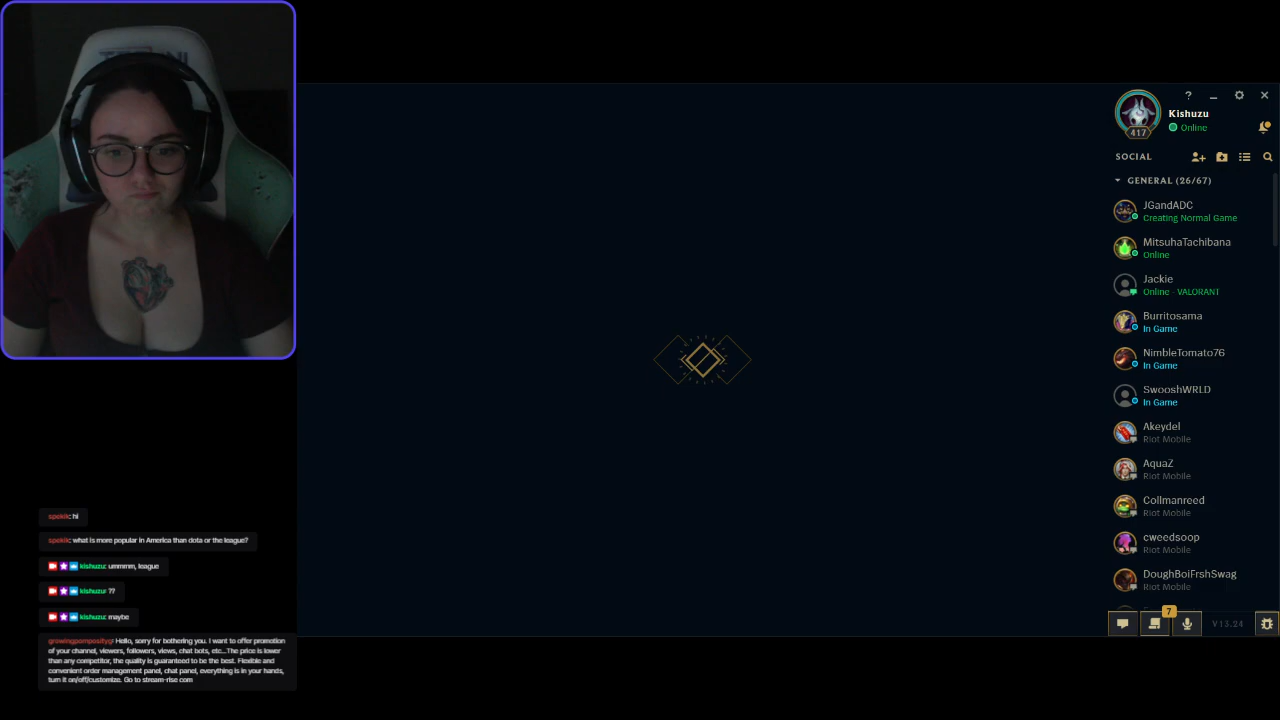 ?
417
Kishuzu
Online
SOCIAL
GENERAL (26/67)
JGandADC
Creating Normal Game
MitsuhaTachibana
Online
Jackie
Online - VALORANT
Burritosama
In Game
NimbleTomato76
In Game
SwooshWRLD
In Game
Akeydel
Riot Mobile
AquaZ
Riot Mobile
Collmanreed
Riot Mobile
cweedsoop
Riot Mobile
DoughBoiFrshSwag
Riot Mobile
7
V13.24
hi
what is more popular in America than dota or the league?
kishuzu: ummmm, league
kishuzu: ??
kishuzu: maybe
Hello, sorry for bothering you. I want to offer promotion
of your channel, viewers, followers, views, chat bots, etc...The price is lower
than any competitor, the quality is guaranteed to be the best. Flexible and
convenient order management panel, chat panel, everything is in your hands,
turn it on/off/customize. Go to stream-rise com